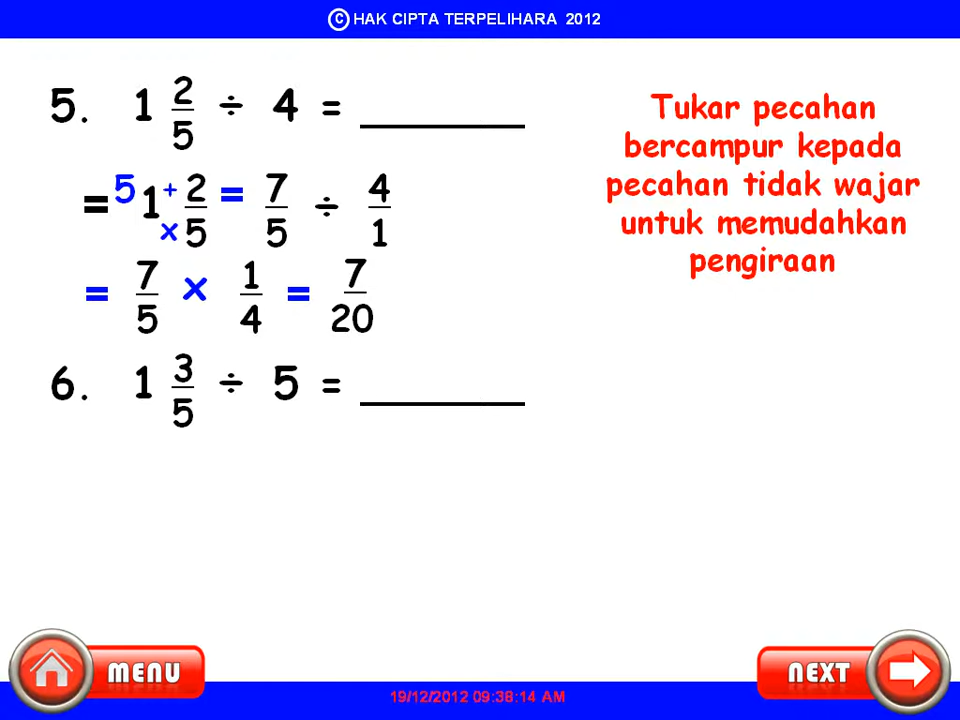 © HAK CIPTA TERPELIHARA 2012
5. 1 2/5 ÷ 4 = ________
= 5 1 + x 2/5 = 7/5 ÷ 4/1
= 7/5 x 1/4 = 7/20
6. 1 3/5 ÷ 5 = ________
Tukar pecahan
bercampur kepada
pecahan tidak wajar
untuk memudahkan
pengiraan
MENU
NEXT
19/12/2012 09:38:14 AM